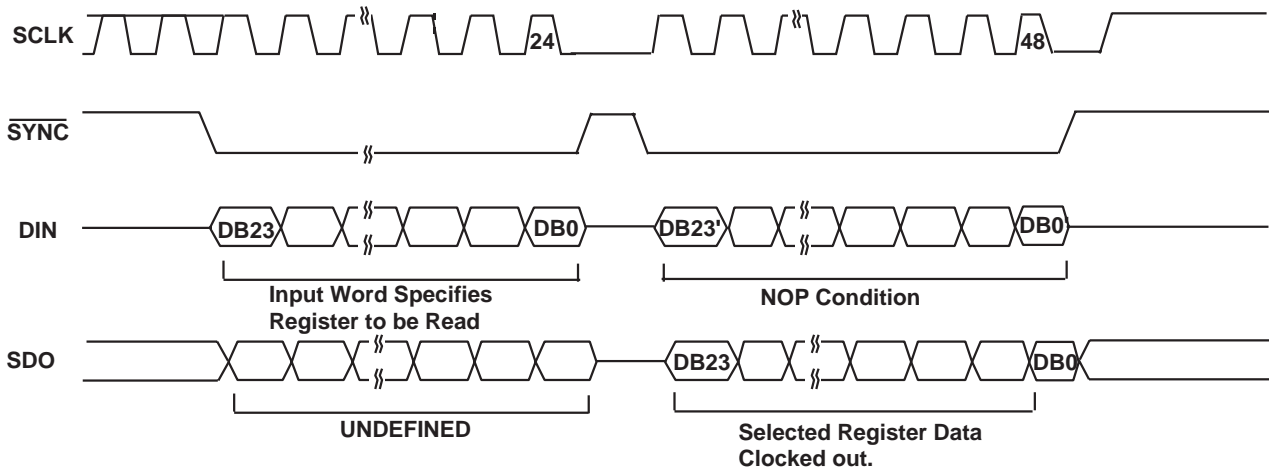 SCLK
24
48
SYNC
DIN
DB23
DB0
DB23'
DB0'
Input Word Specifies
Register to be Read
NOP Condition
SDO
DB23
DB0
UNDEFINED
Selected Register Data
Clocked out.